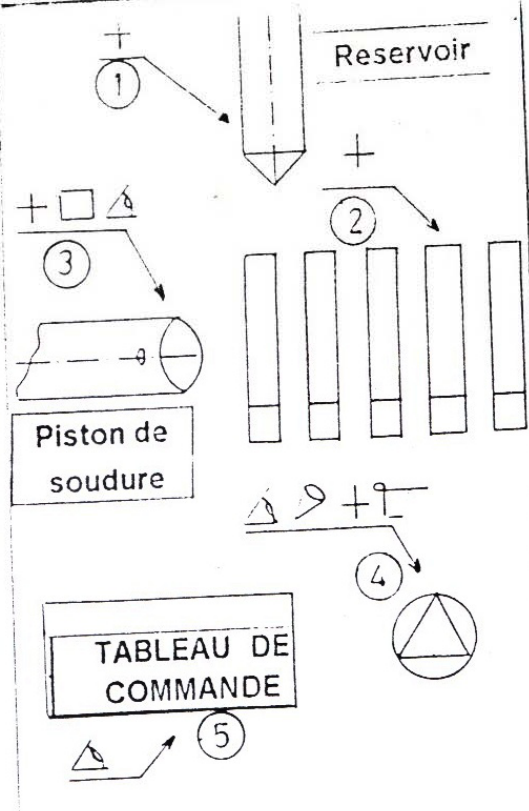 Reservoir
1
2
3
Piston de
soudure
4
TABLEAU DE
COMMANDE
5